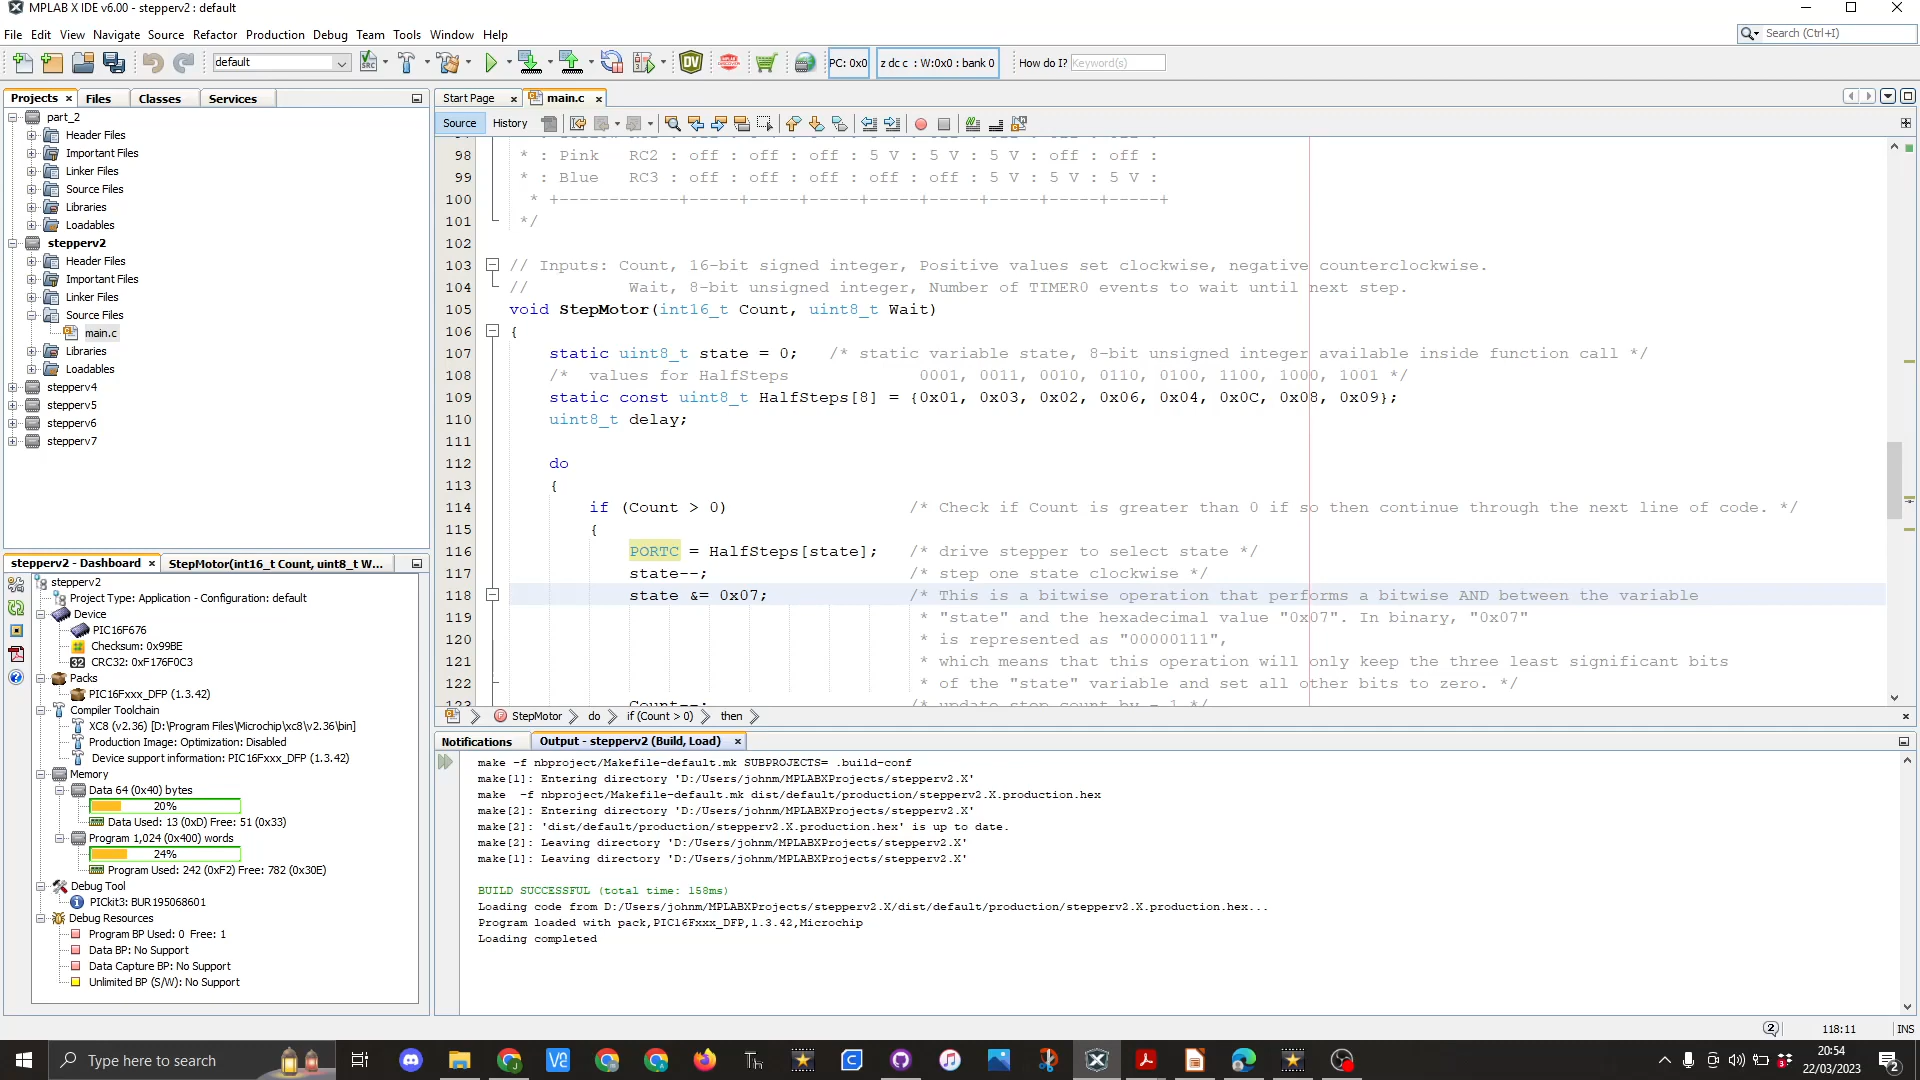 MPLAB X IDE v6.00 - stepperv2 : default
File Edit View Navigate Source Refactor Production Debug Team Tools Window Help
Search (Ctrl+I)
default
PC: 0x0
z dc c : W:0x0 : bank 0
How do I? Keyword(s)
Projects Files Classes Services
part_2
Header Files
Important Files
Linker Files
Source Files
Libraries
Loadables
stepperv2
Header Files
Important Files
Linker Files
Source Files
main.c
Libraries
Loadables
stepperv4
stepperv5
stepperv6
stepperv7
stepperv2 - Dashboard StepMotor(int16_t Count, uint8_t W...
stepperv2
Project Type: Application - Configuration: default
Device
PIC16F676
Checksum: 0x99BE
CRC32: 0xF176F0C3
Packs
PIC16Fxxx_DFP (1.3.42)
Compiler Toolchain
XC8 (v2.36) [D:\Program Files\Microchip\xc8\v2.36\bin]
Production Image: Optimization: Disabled
Device support information: PIC16Fxxx_DFP (1.3.42)
Memory
Data 64 (0x40) bytes
20%
Data Used: 13 (0xD) Free: 51 (0x33)
Program 1,024 (0x400) words
24%
Program Used: 242 (0xF2) Free: 782 (0x30E)
Debug Tool
PICkit3: BUR195068601
Debug Resources
Program BP Used: 0 Free: 1
Data BP: No Support
Data Capture BP: No Support
Unlimited BP (S/W): No Support
Start Page main.c
Source History
98 * : Pink RC2 : off : off : off : 5 V : 5 V : 5 V : off : off :
99 * : Blue RC3 : off : off : off : off : off : 5 V : 5 V : 5 V :
100 * +------------+-----+-----+-----+-----+-----+-----+-----+-----+
101 */
102
103 // Inputs: Count, 16-bit signed integer, Positive values set clockwise, negative counterclockwise.
104 // Wait, 8-bit unsigned integer, Number of TIMER0 events to wait until next step.
105 void StepMotor(int16_t Count, uint8_t Wait)
106 {
107 static uint8_t state = 0; /* static variable state, 8-bit unsigned integer available inside function call */
108 /* values for HalfSteps 0001, 0011, 0010, 0110, 0100, 1100, 1000, 1001 */
109 static const uint8_t HalfSteps[8] = {0x01, 0x03, 0x02, 0x06, 0x04, 0x0C, 0x08, 0x09};
110 uint8_t delay;
111
112 do
113 {
114 if (Count > 0) /* Check if Count is greater than 0 if so then continue through the next line of code. */
115 {
116 PORTC = HalfSteps[state]; /* drive stepper to select state */
117 state--; /* step one state clockwise */
118 state &= 0x07; /* This is a bitwise operation that performs a bitwise AND between the variable
119 * "state" and the hexadecimal value "0x07". In binary, "0x07"
120 * is represented as "00000111",
121 * which means that this operation will only keep the three least significant bits
122 * of the "state" variable and set all other bits to zero. */
123 Count--; /* update step count by - 1 */
StepMotor do if (Count > 0) then
Notifications Output - stepperv2 (Build, Load)
make -f nbproject/Makefile-default.mk SUBPROJECTS= .build-conf
make[1]: Entering directory 'D:/Users/johnm/MPLABXProjects/stepperv2.X'
make -f nbproject/Makefile-default.mk dist/default/production/stepperv2.X.production.hex
make[2]: Entering directory 'D:/Users/johnm/MPLABXProjects/stepperv2.X'
make[2]: 'dist/default/production/stepperv2.X.production.hex' is up to date.
make[2]: Leaving directory 'D:/Users/johnm/MPLABXProjects/stepperv2.X'
make[1]: Leaving directory 'D:/Users/johnm/MPLABXProjects/stepperv2.X'
BUILD SUCCESSFUL (total time: 158ms)
Loading code from D:/Users/johnm/MPLABXProjects/stepperv2.X/dist/default/production/stepperv2.X.production.hex...
Program loaded with pack,PIC16Fxxx_DFP,1.3.42,Microchip
Loading completed
2 118:11 INS
Type here to search
20:54
22/03/2023
2